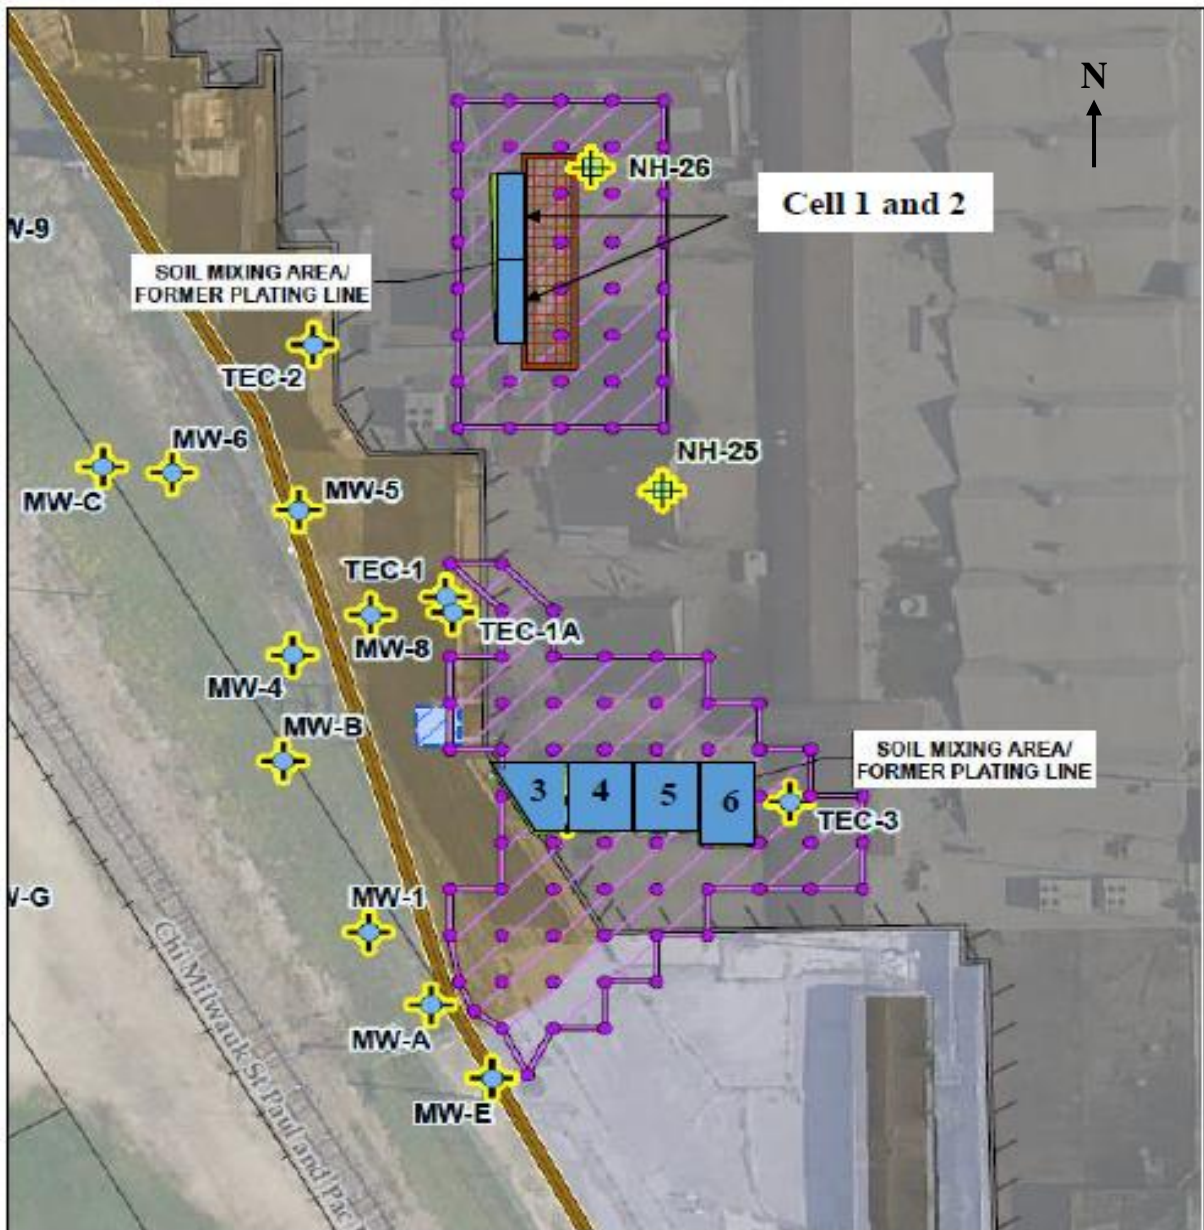 N
NH-26
Cell 1 and 2
W-9
SOIL MIXING AREA/
FORMER PLATING LINE
TEC-2
MW-6
NH-25
MW-C
MW-5
TEC-1
TEC-1A
MW-8
MW-4
MW-B
SOIL MIXING AREA/
FORMER PLATING LINE
3
4
5
6
TEC-3
MW-1
W-G
Chi Milwauk St Paul and Pac
MW-A
MW-E